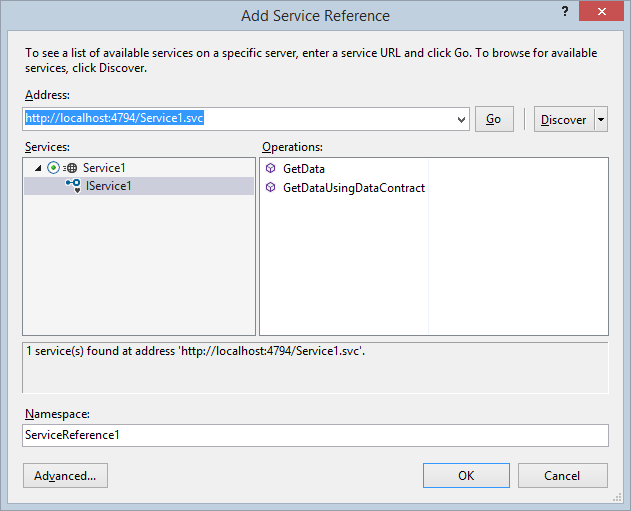 Add Service Reference
?
To see a list of available services on a specific server, enter a service URL and click Go. To browse for available
services, click Discover.
Address:
http://localhost:4794/Service1.svc
Go
Discover
Services:
Operations:
Service1
IService1
GetData
GetDataUsingDataContract
1 service(s) found at address 'http://localhost:4794/Service1.svc'.
Namespace:
ServiceReference1
Advanced...
OK
Cancel